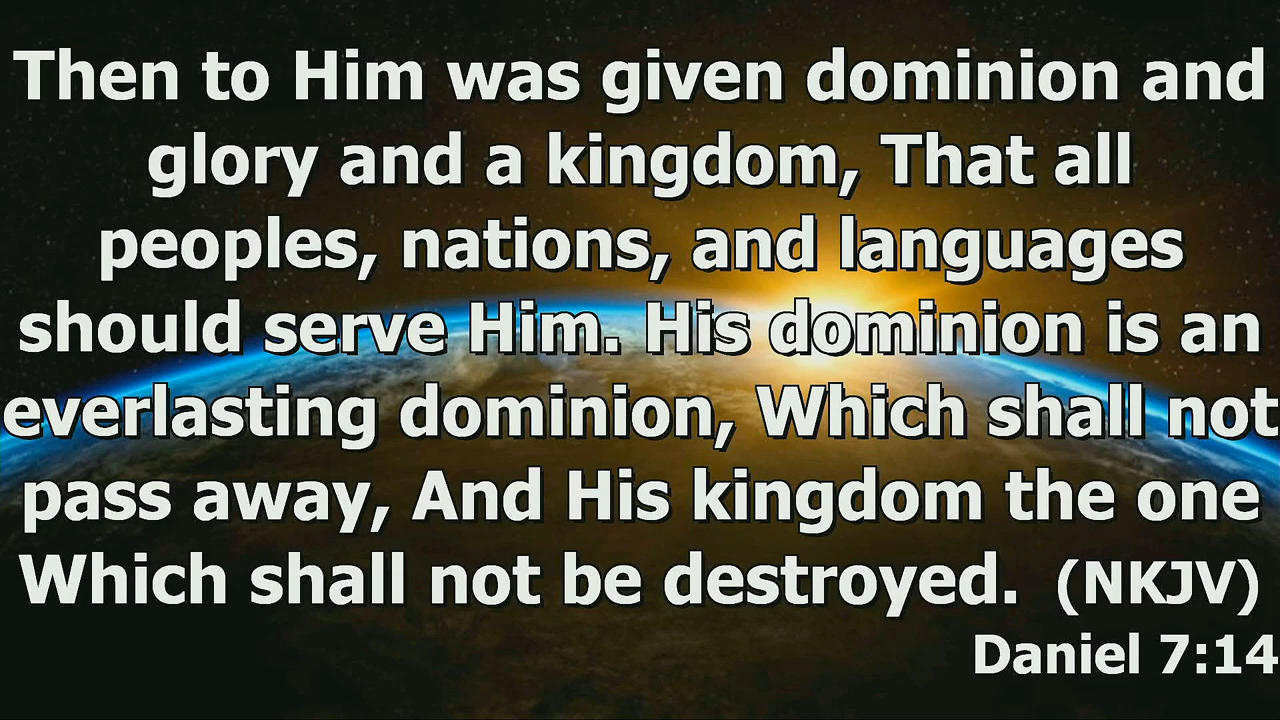 Then to Him was given dominion and
glory and a kingdom, That all
peoples, nations, and languages
should serve Him. His dominion is an
everlasting dominion, Which shall not
pass away, And His kingdom the one
Which shall not be destroyed.  (NKJV)
Daniel 7:14